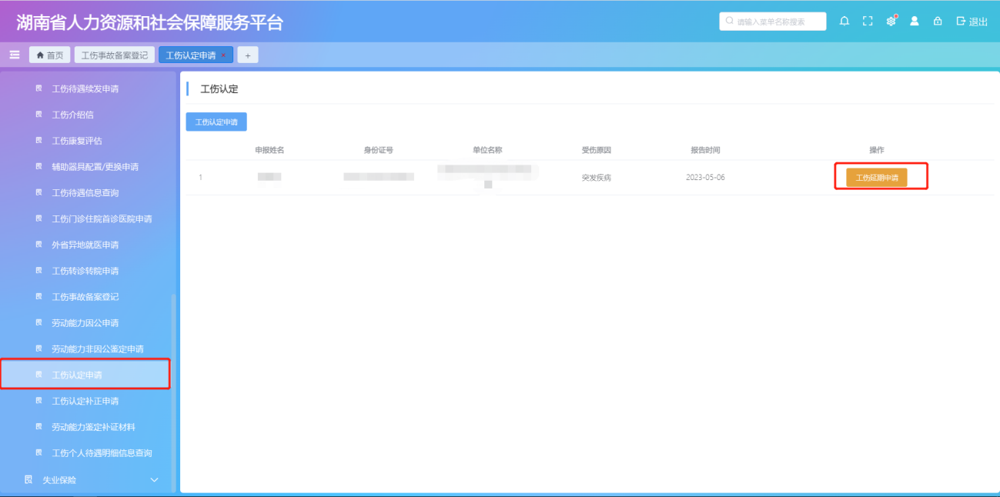 湖南省人力资源和社会保障服务平台
请输入菜单名称搜索
退出
首页
工伤事故备案登记
工伤认定申请 ×
+
工伤待遇续发申请
工伤介绍信
工伤康复评估
辅助器具配置/更换申请
工伤待遇信息查询
工伤门诊住院首诊医院申请
外省异地就医申请
工伤转诊转院申请
工伤事故备案登记
劳动能力因公申请
劳动能力非因公鉴定申请
工伤认定申请
工伤认定补正申请
劳动能力鉴定补证材料
工伤个人待遇明细信息查询
失业保险
工伤认定
工伤认定申请
申报姓名 身份证号 单位名称 受伤原因 报告时间 操作
1 突发疾病 2023-05-06 工伤延期申请